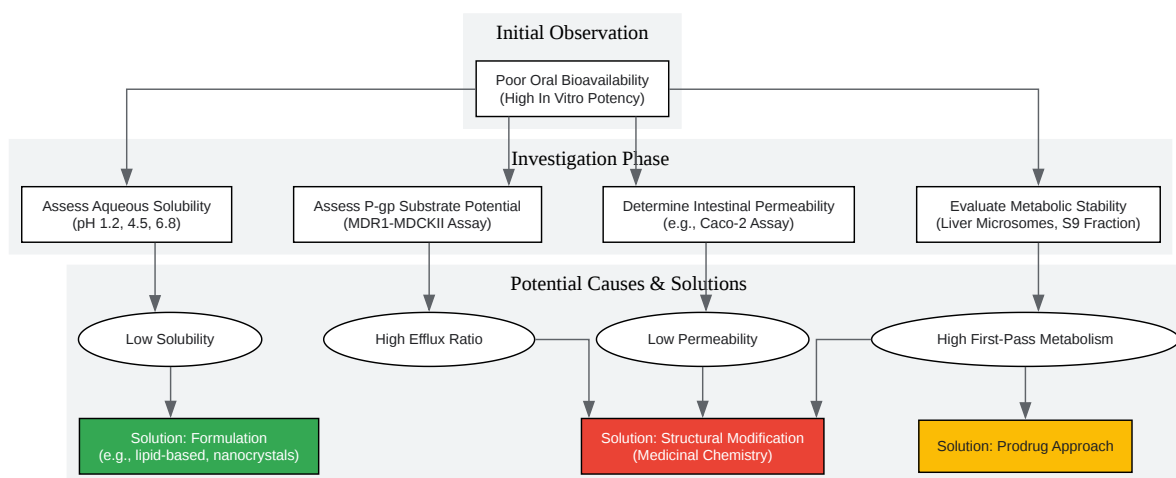 Initial Observation
Poor Oral Bioavailability
(High In Vitro Potency)
Investigation Phase
Assess Aqueous Solubility
(pH 1.2, 4.5, 6.8)
Assess P-gp Substrate Potential
(MDR1-MDCKII Assay)
Determine Intestinal Permeability
(e.g., Caco-2 Assay)
Evaluate Metabolic Stability
(Liver Microsomes, S9 Fraction)
Potential Causes & Solutions
Low Solubility
High Efflux Ratio
Low Permeability
High First-Pass Metabolism
Solution: Formulation
(e.g., lipid-based, nanocrystals)
Solution: Structural Modification
(Medicinal Chemistry)
Solution: Prodrug Approach